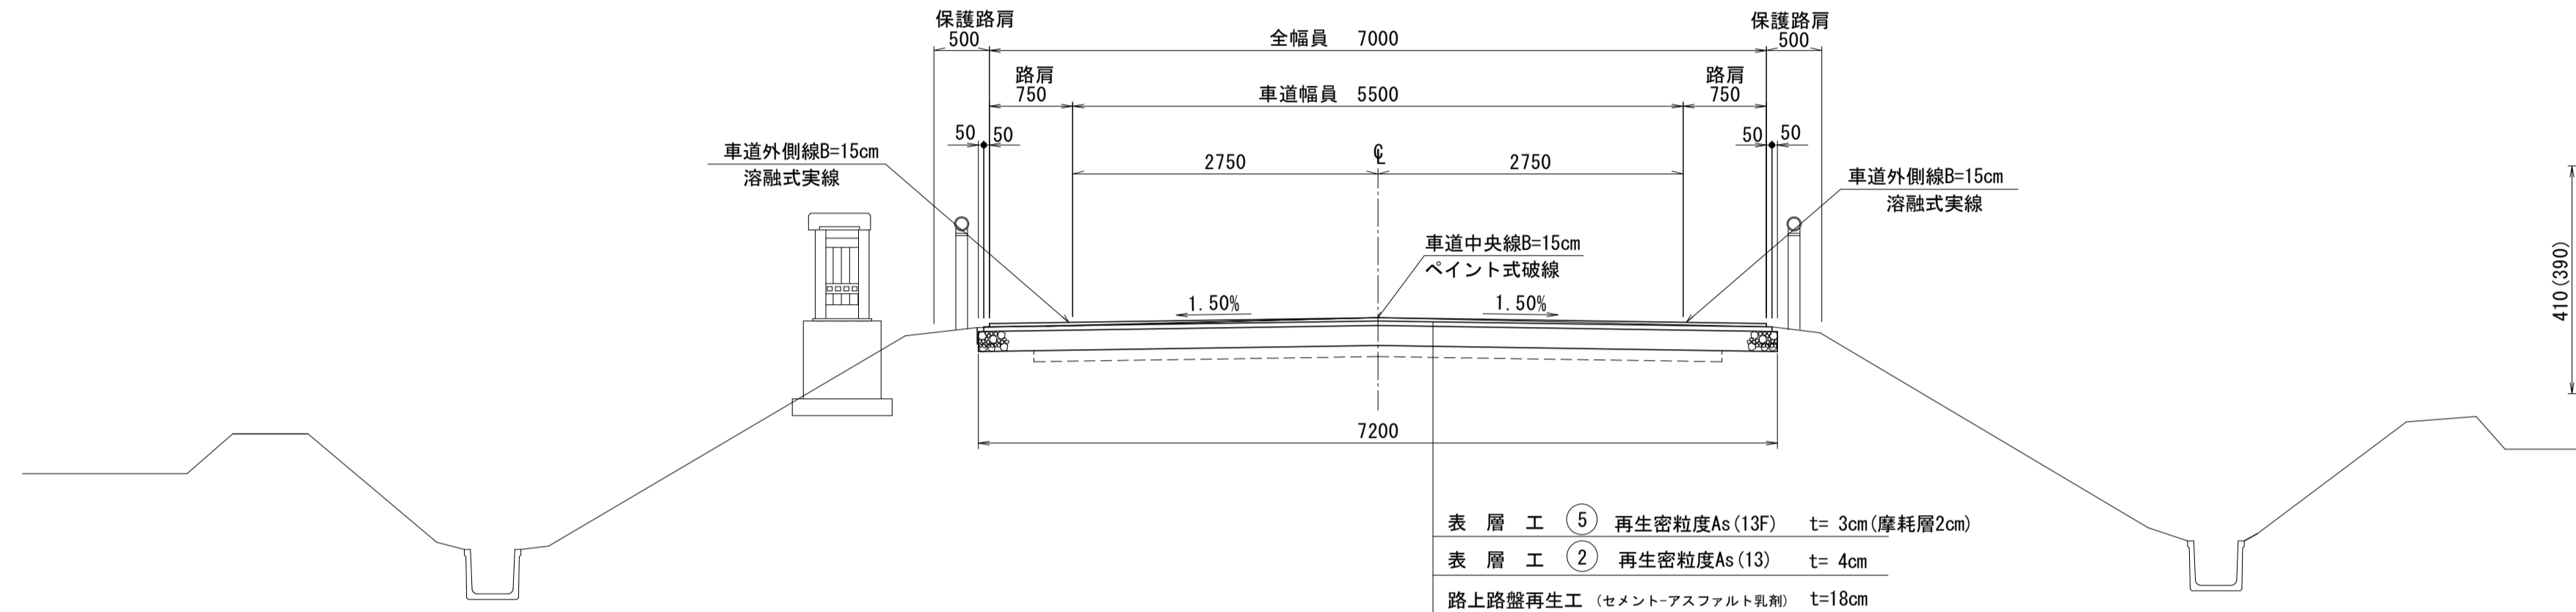 保護路肩
500
全幅員 7000
保護路肩
500
路肩
750
車道幅員 5500
路肩
750
50 50
50 50
車道外側線B=15cm
溶融式実線
2750
℄
2750
車道外側線B=15cm
溶融式実線
車道中央線B=15cm
ペイント式破線
1.50%
1.50%
410(390)
7200
表 層 工 ⑤ 再生密粒度As(13F) t= 3cm(摩耗層2cm)
表 層 工 ② 再生密粒度As(13) t= 4cm
路上路盤再生工 (セメント-アスファルト乳剤) t=18cm